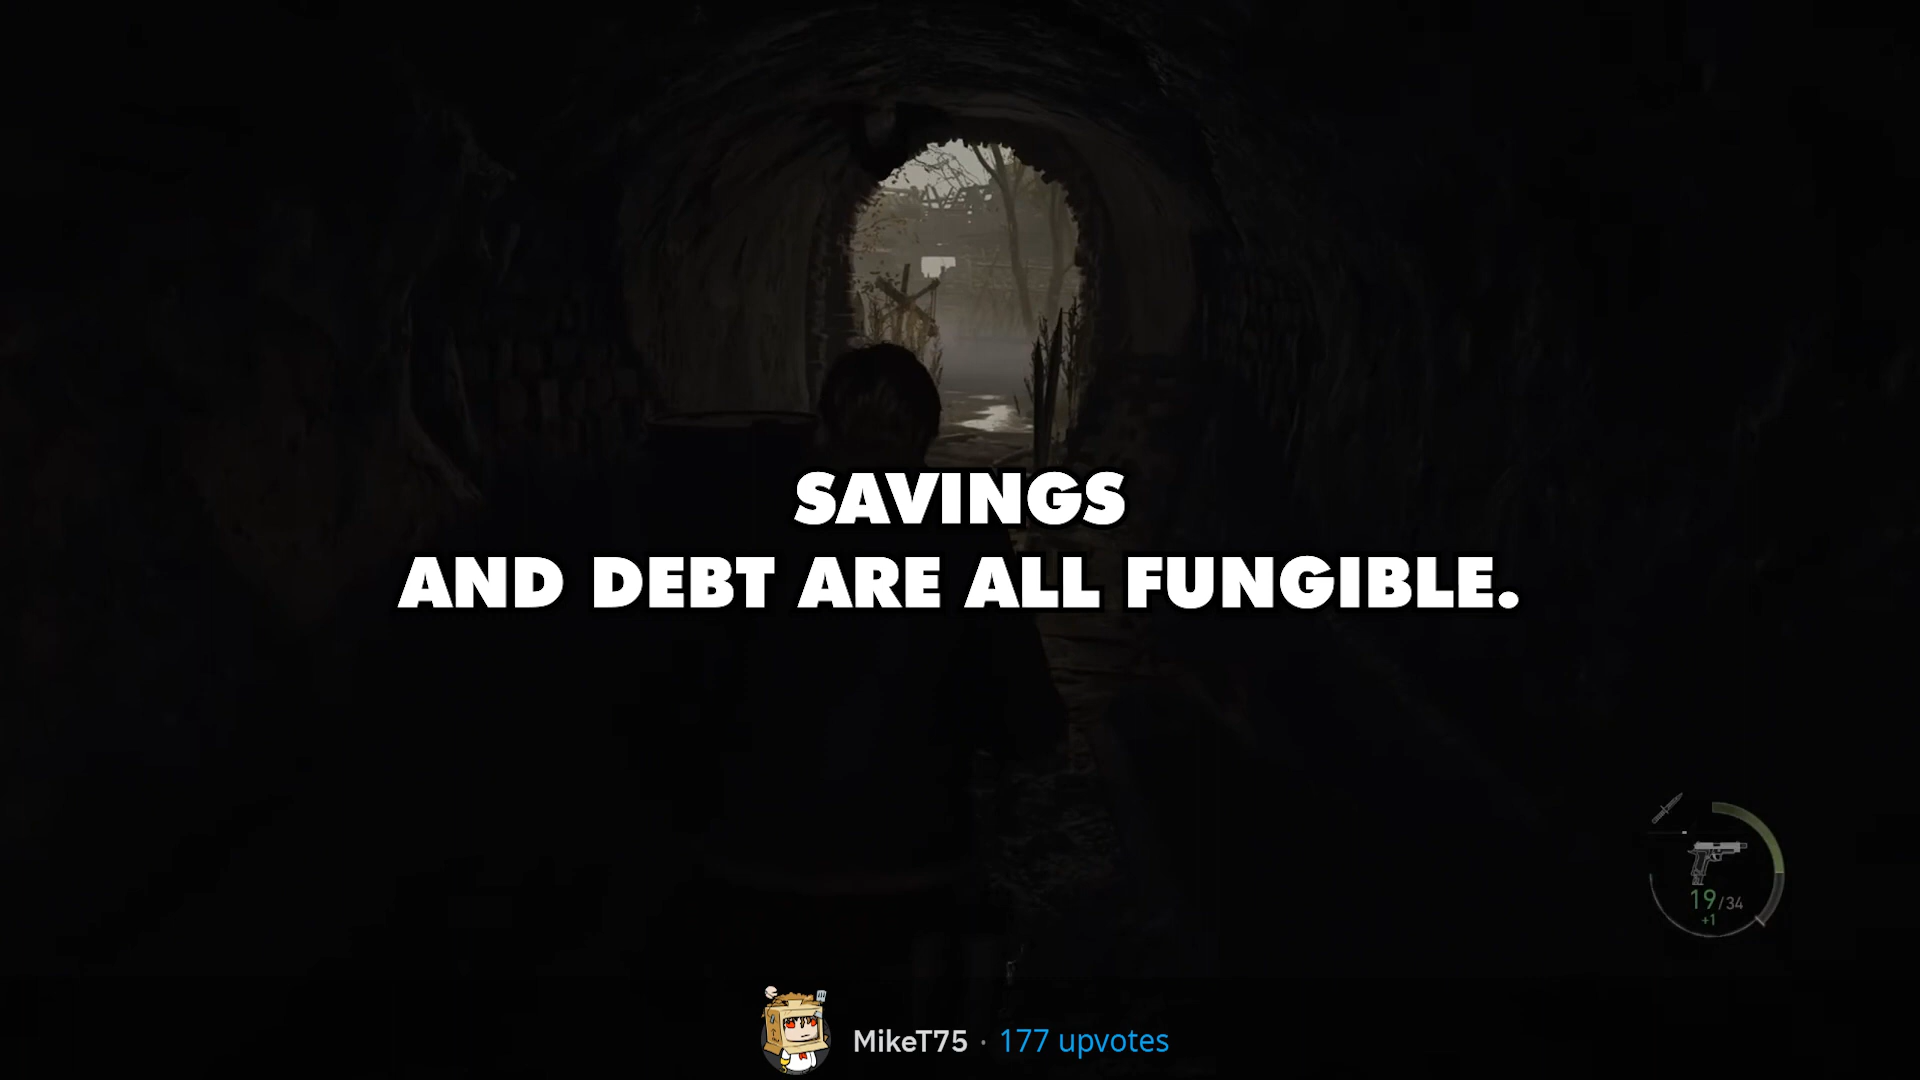 SAVINGS
AND DEBT ARE ALL FUNGIBLE.
19/34
+1
MikeT75 · 177 upvotes